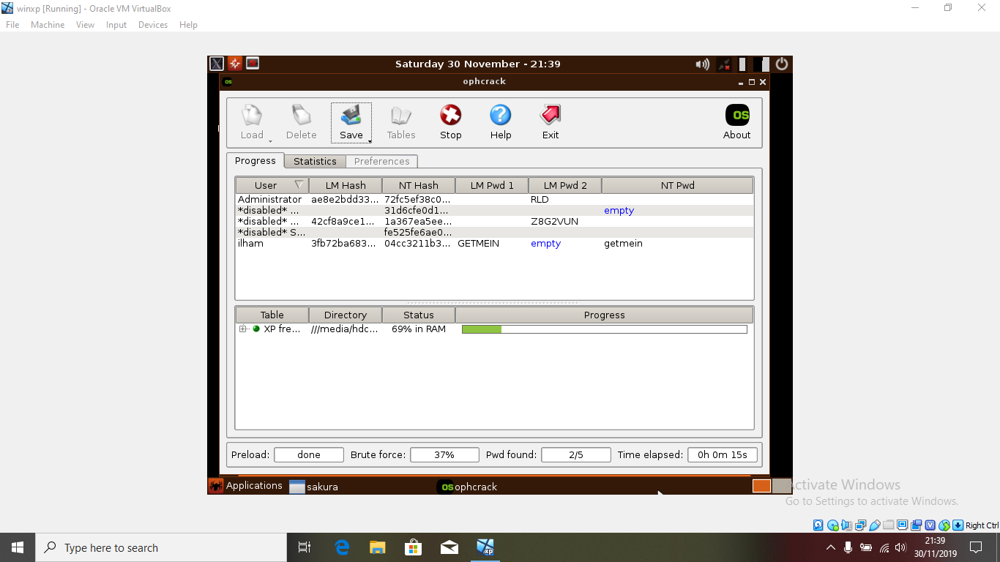 winxp [Running] - Oracle VM VirtualBox
File Machine View Input Devices Help
Saturday 30 November - 21:39
os ophcrack
Load Delete Save Tables Stop Help Exit os About
Progress Statistics Preferences
User LM Hash NT Hash LM Pwd 1 LM Pwd 2 NT Pwd
Administrator ae8e2bdd33... 72fc5ef38c0... RLD
*disabled* ... 31d6cfe0d1... empty
*disabled* ... 42cf8a9ce1... 1a367ea5ee... Z8G2VUN
*disabled* S... fe525fe6ae0...
ilham 3fb72ba683... 04cc3211b3... GETMEIN empty getmein
Table Directory Status Progress
XP fre... ///media/hdc... 69% in RAM
Preload: done Brute force: 37% Pwd found: 2/5 Time elapsed: 0h 0m 15s
Applications sakura os ophcrack
ctivate Windows
Go to Settings to activate Windows.
Right Ctrl
Type here to search
xp
21:39
30/11/2019